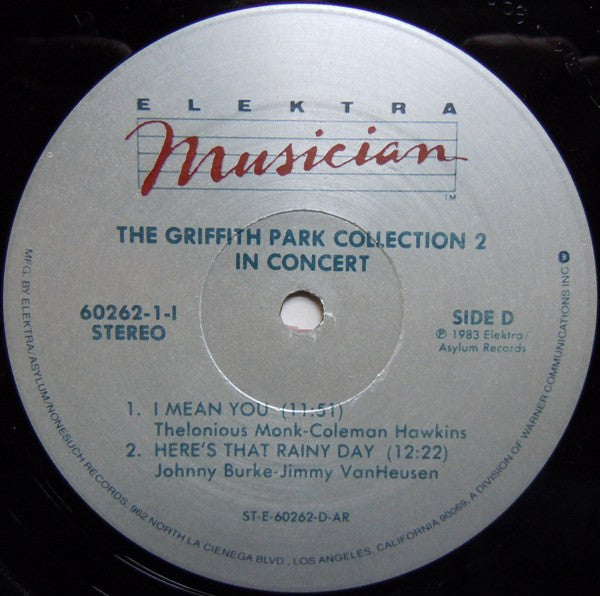 ELEKTRA
Musician
TM
THE GRIFFITH PARK COLLECTION 2
IN CONCERT
60262-1-I
STEREO
SIDE D
℗ 1983 Elektra/
Asylum Records
1. I MEAN YOU (11:51)
Thelonious Monk-Coleman Hawkins
2. HERE'S THAT RAINY DAY (12:22)
Johnny Burke-Jimmy VanHeusen
ST-E-60262-D-AR
MFG. BY ELEKTRA/ASYLUM/NONESUCH RECORDS, 962 NORTH LA CIENEGA BLVD., LOS ANGELES, CALIFORNIA 90069, A DIVISION OF WARNER COMMUNICATIONS INC